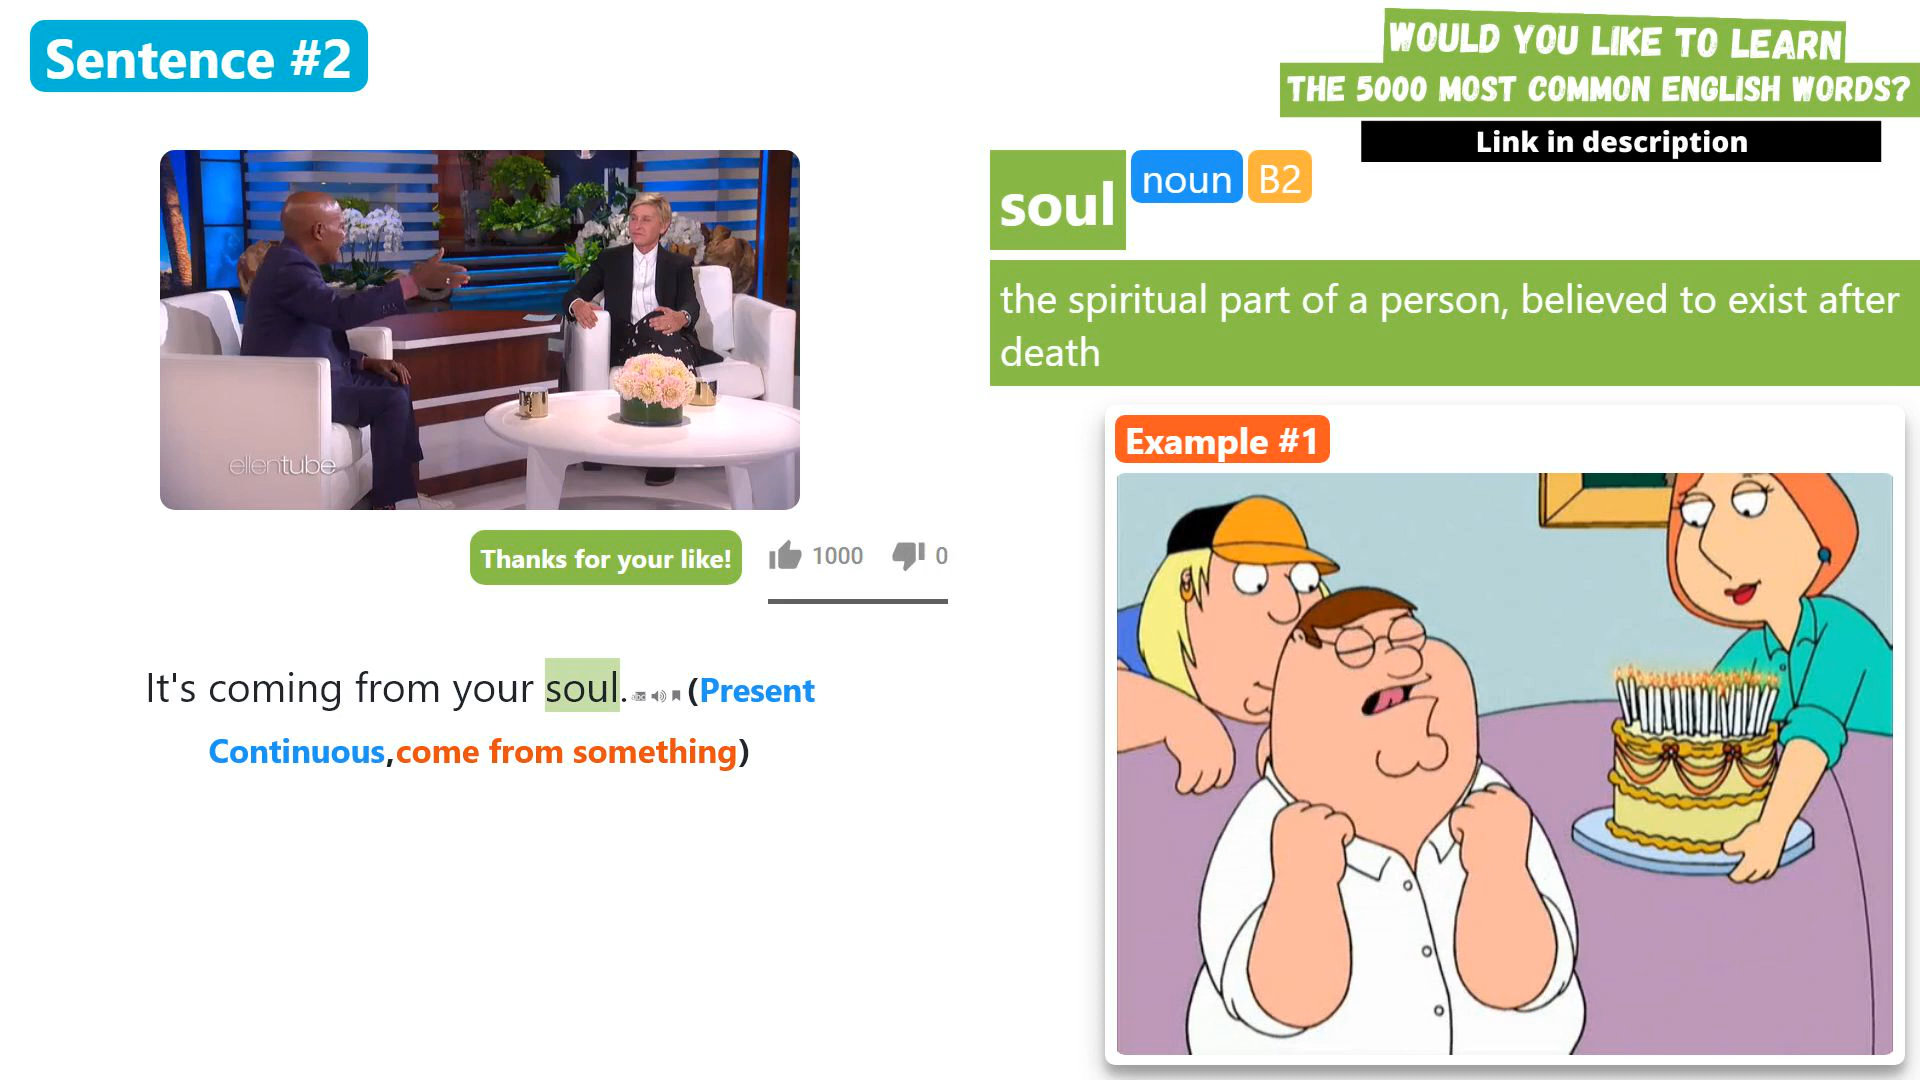 Sentence #2
WOULD YOU LIKE TO LEARN
THE 5000 MOST COMMON ENGLISH WORDS?
Link in description
soul noun B2
the spiritual part of a person, believed to exist after
death
ellentube
Thanks for your like! 1000 0
It's coming from your soul. (Present
Continuous,come from something)
Example #1